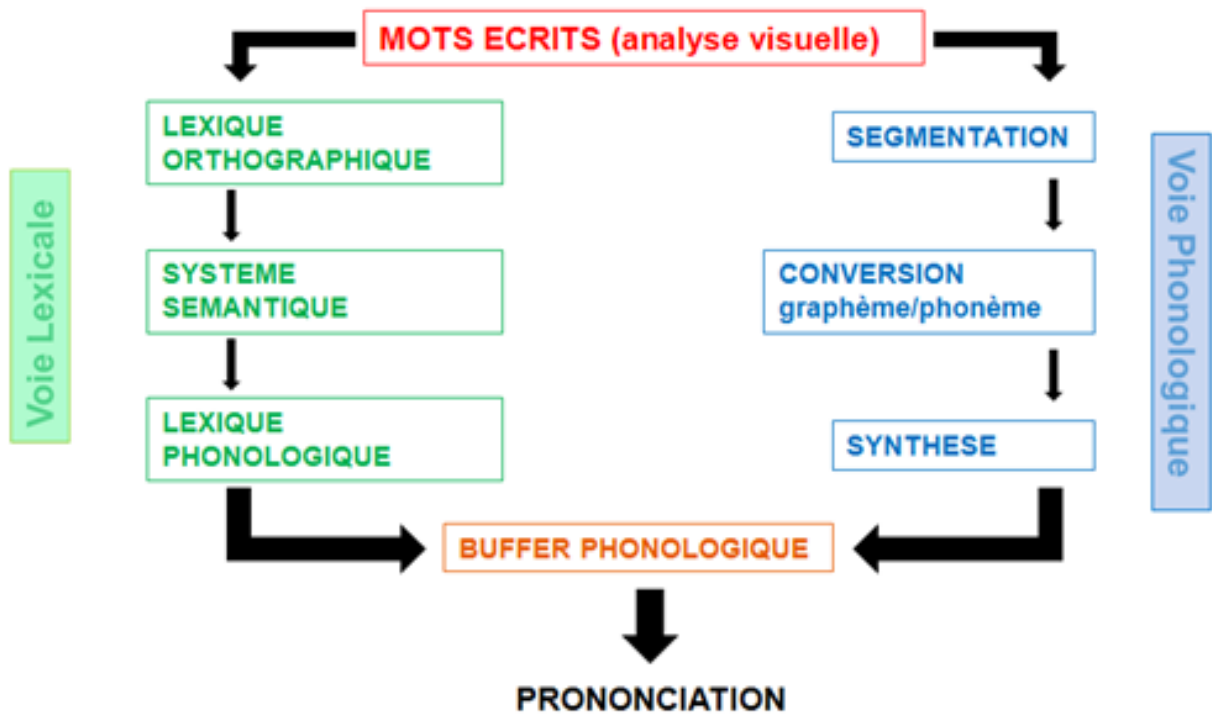 MOTS ECRITS (analyse visuelle)
Voie Lexicale
LEXIQUE
ORTHOGRAPHIQUE
SYSTEME
SEMANTIQUE
LEXIQUE
PHONOLOGIQUE
SEGMENTATION
CONVERSION
graphème/phonème
SYNTHESE
Voie Phonologique
BUFFER PHONOLOGIQUE
PRONONCIATION